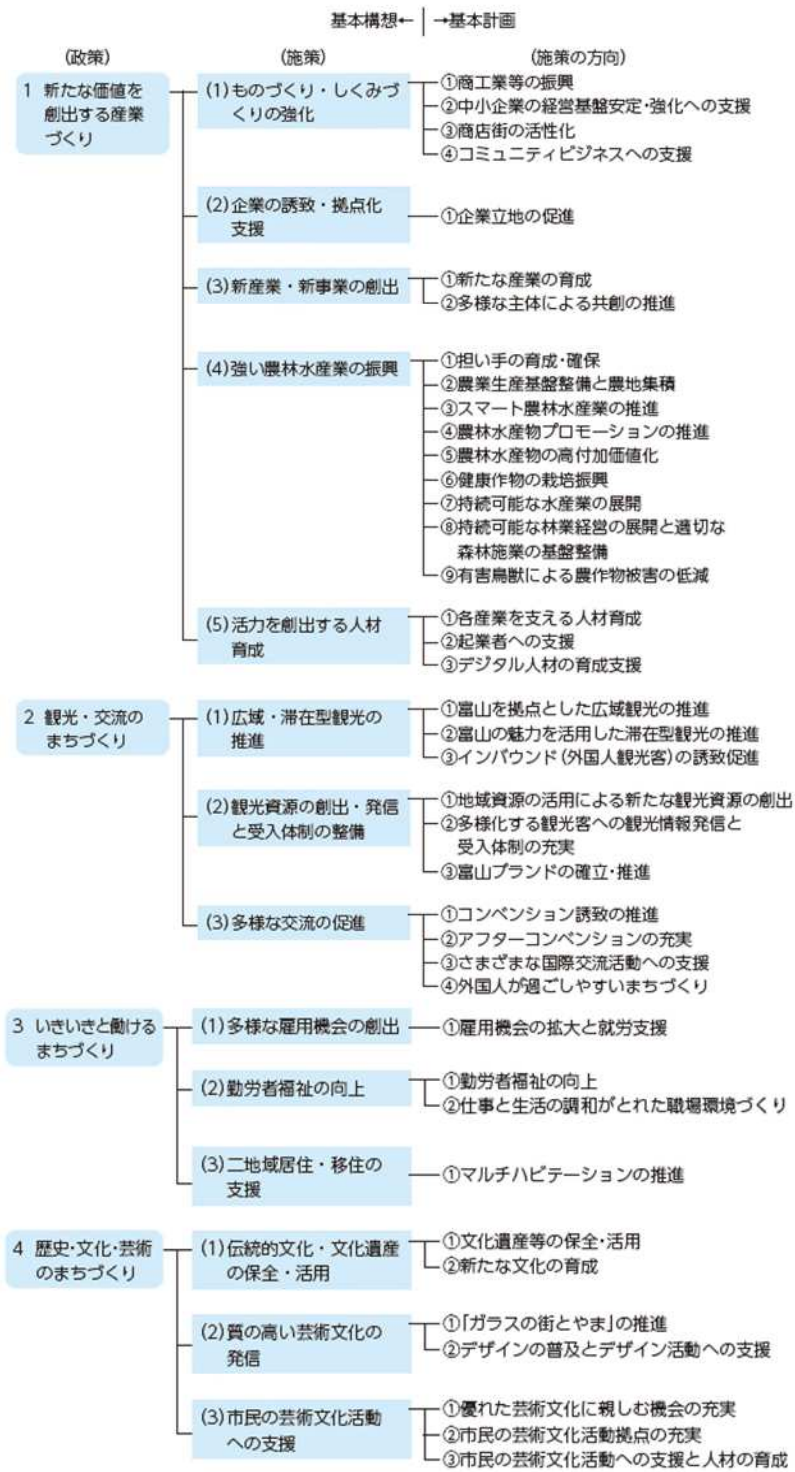 基本構想← →基本計画
(政策) (施策) (施策の方向)
1 新たな価値を
創出する産業
づくり
(1)ものづくり・しくみづ
くりの強化
①商工業等の振興
②中小企業の経営基盤安定・強化への支援
③商店街の活性化
④コミュニティビジネスへの支援
(2)企業の誘致・拠点化
支援
①企業立地の促進
(3)新産業・新事業の創出
①新たな産業の育成
②多様な主体による共創の推進
(4)強い農林水産業の振興
①担い手の育成・確保
②農業生産基盤整備と農地集積
③スマート農林水産業の推進
④農林水産物プロモーションの推進
⑤農林水産物の高付加価値化
⑥健康作物の栽培振興
⑦持続可能な水産業の展開
⑧持続可能な林業経営の展開と適切な
森林施業の基盤整備
⑨有害鳥獣による農作物被害の低減
(5)活力を創出する人材
育成
①各産業を支える人材育成
②起業者への支援
③デジタル人材の育成支援
2 観光・交流の
まちづくり
(1)広域・滞在型観光の
推進
①富山を拠点とした広域観光の推進
②富山の魅力を活用した滞在型観光の推進
③インバウンド(外国人観光客)の誘致促進
(2)観光資源の創出・発信
と受入体制の整備
①地域資源の活用による新たな観光資源の創出
②多様化する観光客への観光情報発信と
受入体制の充実
③富山ブランドの確立・推進
(3)多様な交流の促進
①コンベンション誘致の推進
②アフターコンベンションの充実
③さまざまな国際交流活動への支援
④外国人が過ごしやすいまちづくり
3 いきいきと働ける
まちづくり
(1)多様な雇用機会の創出
①雇用機会の拡大と就労支援
(2)勤労者福祉の向上
①勤労者福祉の向上
②仕事と生活の調和がとれた職場環境づくり
(3)二地域居住・移住の
支援
①マルチハビテーションの推進
4 歴史・文化・芸術
のまちづくり
(1)伝統的文化・文化遺産
の保全・活用
①文化遺産等の保全・活用
②新たな文化の育成
(2)質の高い芸術文化の
発信
①「ガラスの街とやま」の推進
②デザインの普及とデザイン活動への支援
(3)市民の芸術文化活動
への支援
①優れた芸術文化に親しむ機会の充実
②市民の芸術文化活動拠点の充実
③市民の芸術文化活動への支援と人材の育成